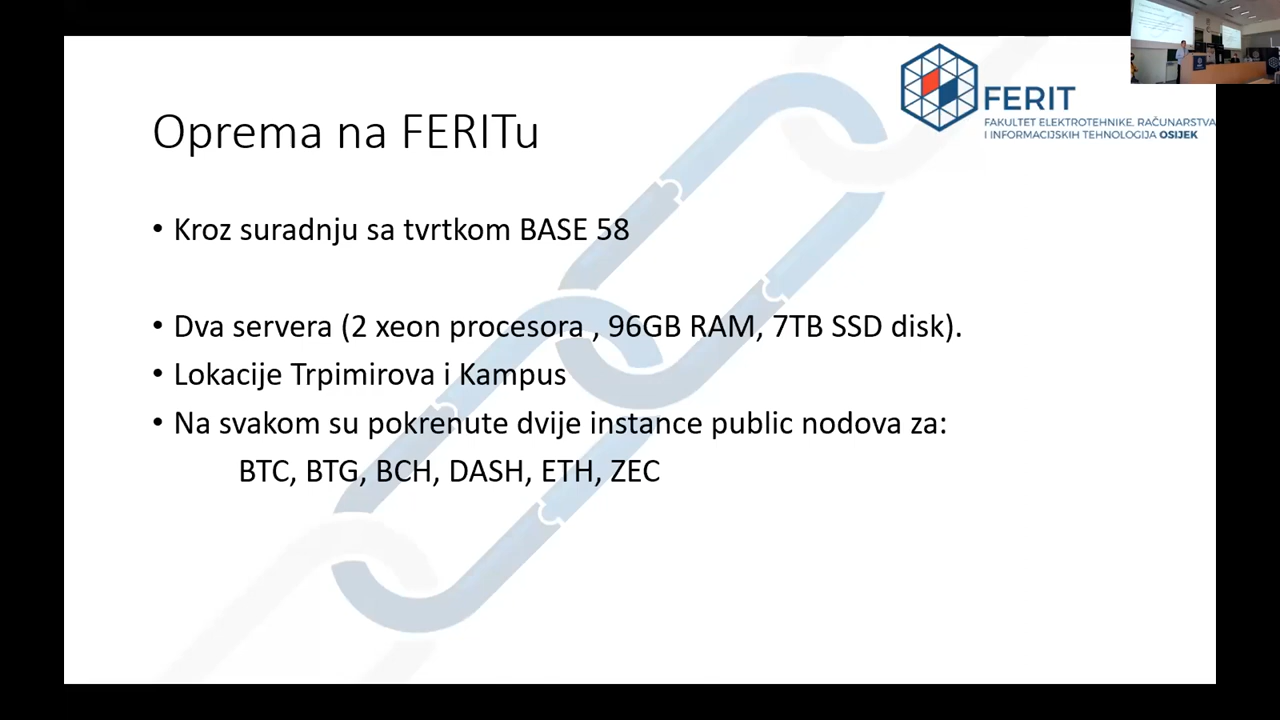 FERIT
FAKULTET ELEKTROTEHNIKE, RAČUNARSTVA
I INFORMACIJSKIH TEHNOLOGIJA OSIJEK
Oprema na FERITu
• Kroz suradnju sa tvrtkom BASE 58
• Dva servera (2 xeon procesora , 96GB RAM, 7TB SSD disk).
• Lokacije Trpimirova i Kampus
• Na svakom su pokrenute dvije instance public nodova za:
BTC, BTG, BCH, DASH, ETH, ZEC